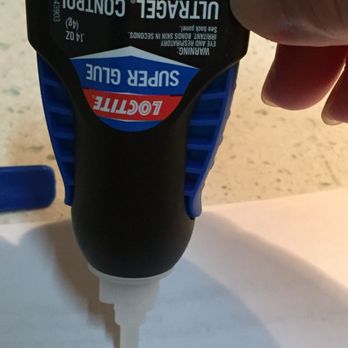 LOCTITE
SUPER GLUE
ULTRAGEL CONTROL
WARNING:
EYE AND RESPIRATORY
IRRITANT. BONDS SKIN IN SECONDS.
See back panel.
.14 OZ
(4g)